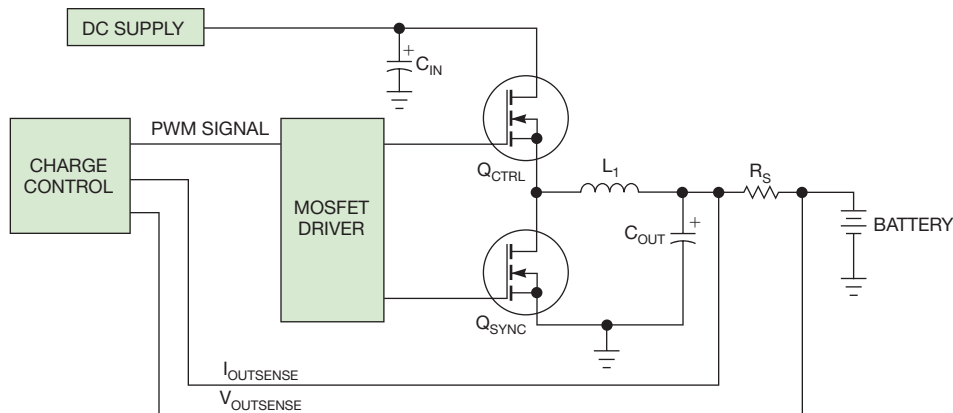 DC SUPPLY
+
C_IN
PWM SIGNAL
CHARGE
CONTROL
MOSFET
DRIVER
Q_CTRL
L_1
R_S
+
C_OUT
BATTERY
Q_SYNC
I_OUTSENSE
V_OUTSENSE